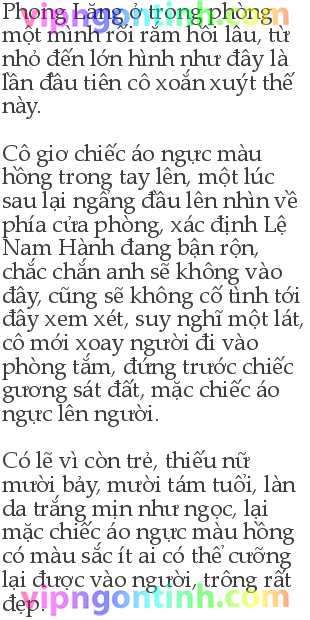 vipngontinh.com
Phong Lăng ở trong phòng
một mình rối rắm hồi lâu, từ
nhỏ đến lớn hình như đây là
lần đầu tiên cô xoắn xuýt thế
này.
Cô giơ chiếc áo ngực màu
hồng trong tay lên, một lúc
sau lại ngẩng đầu lên nhìn về
phía cửa phòng, xác định Lệ
Nam Hành đang bận rộn,
chắc chắn anh sẽ không vào
đây, cũng sẽ không cố tình tới
đây xem xét, suy nghĩ một lát,
cô mới xoay người đi vào
phòng tắm, đứng trước chiếc
gương sát đất, mặc chiếc áo
ngực lên người.
Có lẽ vì còn trẻ, thiếu nữ
mười bảy, mười tám tuổi, làn
da trắng mịn như ngọc, lại
mặc chiếc áo ngực màu hồng
có màu sắc ít ai có thể cưỡng
lại được vào người, trông rất
đẹp.
vipngontinh.com